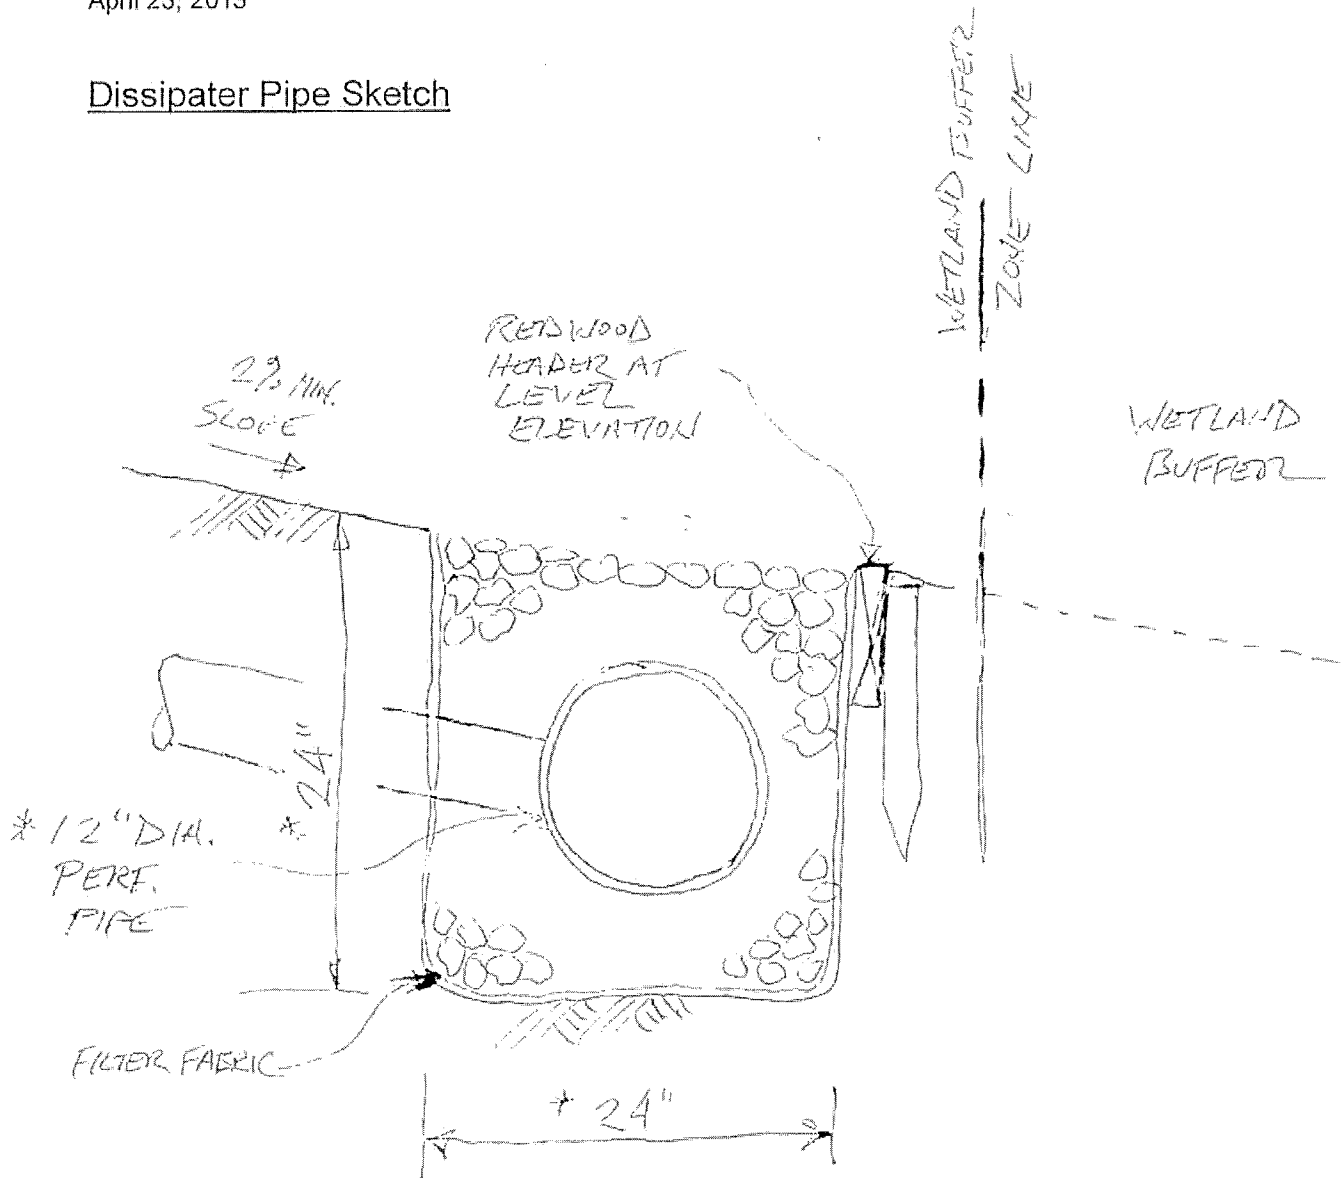 April 23, 2013
Dissipater Pipe Sketch
WETLAND BUFFER
ZONE LINE
REDWOOD
HEADER AT
LEVEL
ELEVATION
2% MIN.
SLOPE
WETLAND
BUFFER
* 24"
* 12" DIA.
PERF.
PIPE
FILTER FABRIC
* 24"